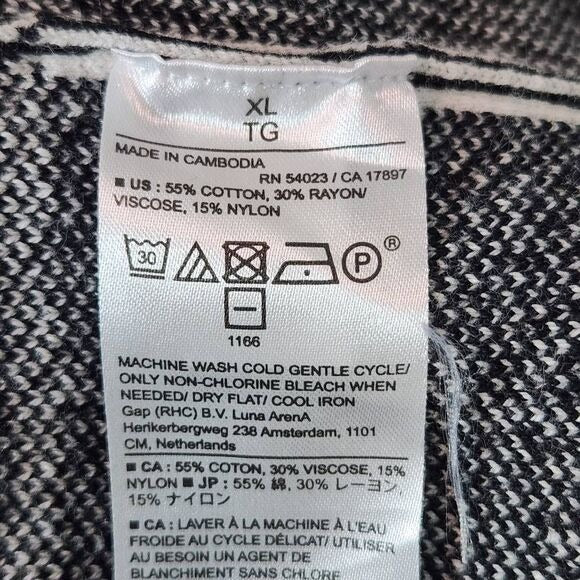 XL
TG
MADE IN CAMBODIA
RN 54023 / CA 17897
■ US : 55% COTTON, 30% RAYON/
VISCOSE, 15% NYLON
30 P ®
1166
MACHINE WASH COLD GENTLE CYCLE/
ONLY NON-CHLORINE BLEACH WHEN
NEEDED/ DRY FLAT/ COOL IRON
Gap (RHC) B.V. Luna ArenA
Herikerbergweg 238 Amsterdam, 1101
CM, Netherlands
■ CA : 55% COTON, 30% VISCOSE, 15%
NYLON ■ JP : 55% 綿, 30% レーヨン,
15% ナイロン
■ CA : LAVER À LA MACHINE À L'EAU
FROIDE AU CYCLE DÉLICAT/ UTILISER
AU BESOIN UN AGENT DE
BLANCHIMENT SANS CHLORE